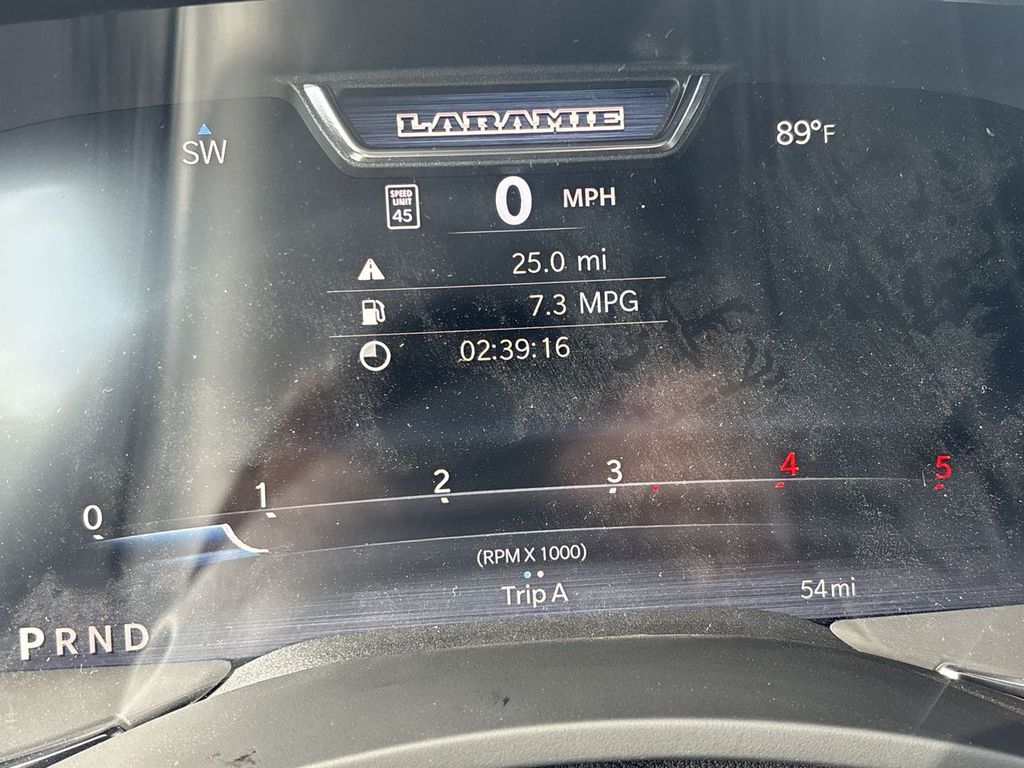 LARAMIE
SW
89°F
SPEED
LIMIT
45
0 MPH
25.0 mi
7.3 MPG
02:39:16
0 1 2 3 4 5
(RPM X 1000)
Trip A
54mi
PRND